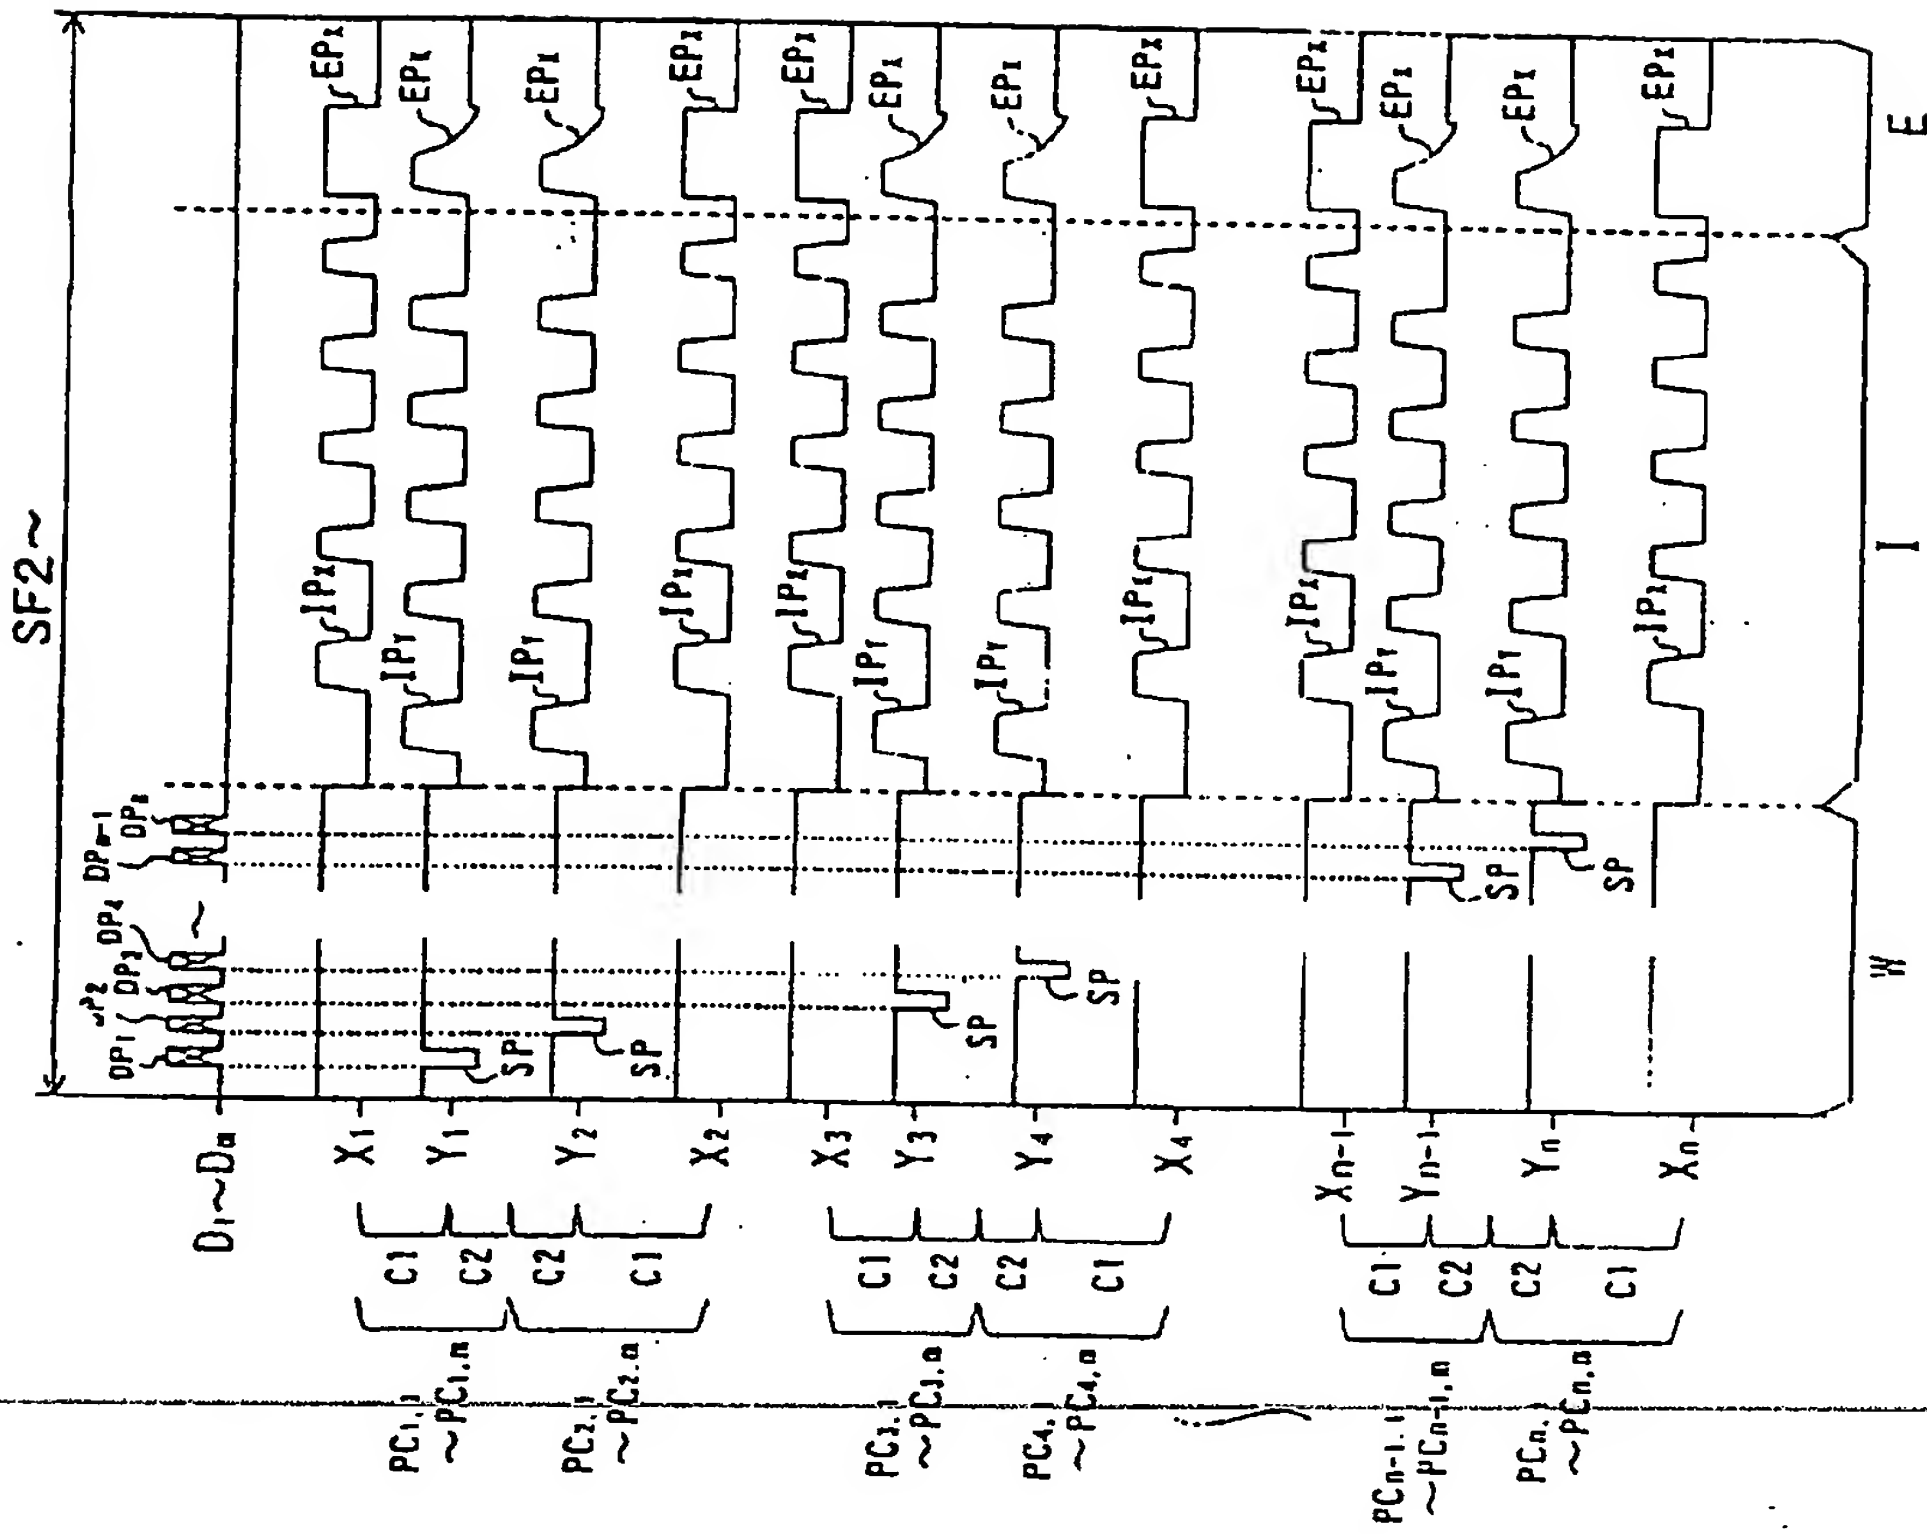 SF2~
D1~Dm
DP1
DP3
DP4
DPn-1
X1
IPX
EPX
Y1
SP
IPY
EPY
Y2
SP
IPY
EPY
X2
IPX
EPX
X3
IPX
EPX
Y3
SP
IPY
EPY
Y4
SP
IPY
EPY
X4
IPX
EPX
Xn-1
IPX
EPX
Yn-1
SP
IPY
EPY
Yn
SP
IPY
EPY
Xn
IPX
EPX
W
I
E
C1
C2
C2
C1
C1
C2
C2
C1
C1
C2
C2
C1
PC1,1
~PC1,m
PC2,1
~PC2,m
PC3,1
~PC3,m
PC4,1
~PC4,m
PCn-1,1
~PCn-1,m
PCn,1
~PCn,m